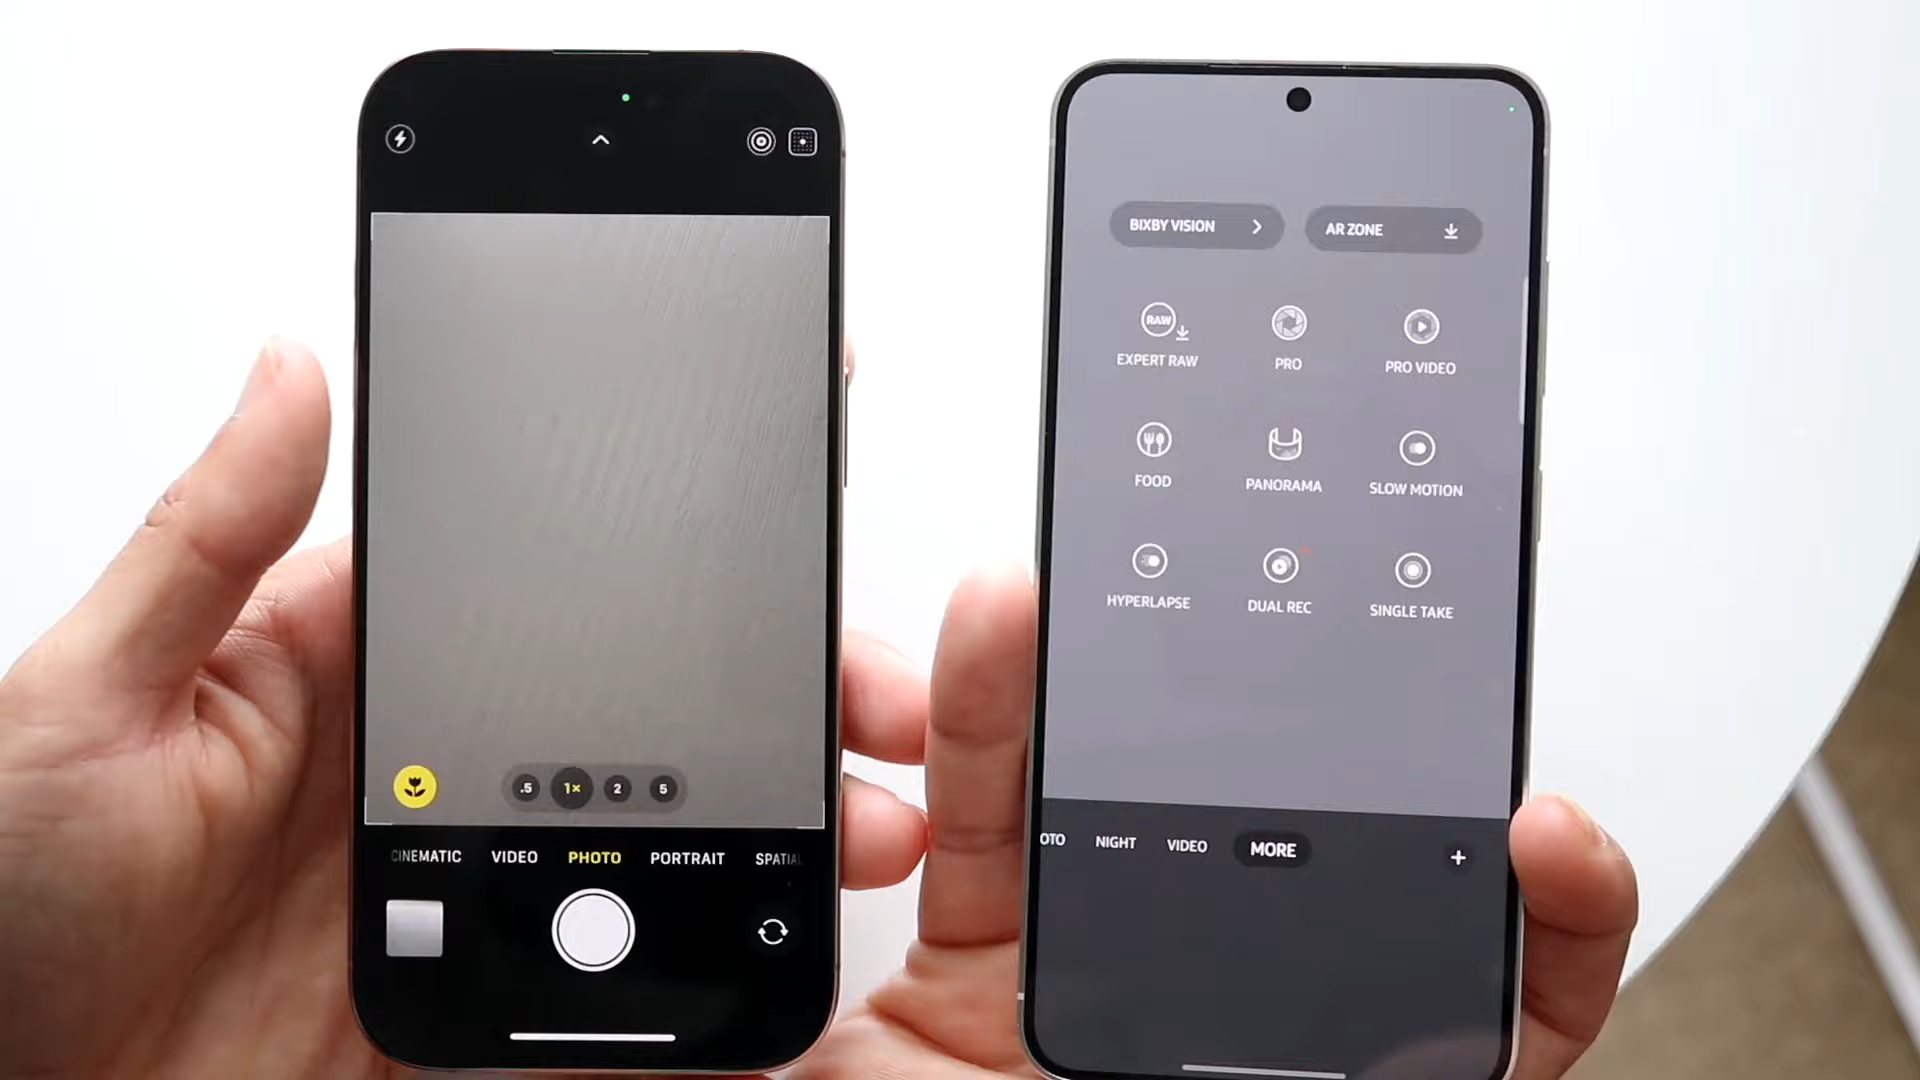 .5 1× 2 5
CINEMATIC VIDEO PHOTO PORTRAIT SPATIAL
BIXBY VISION
AR ZONE
RAW
EXPERT RAW PRO PRO VIDEO
FOOD PANORAMA SLOW MOTION
HYPERLAPSE DUAL REC SINGLE TAKE
OTO NIGHT VIDEO MORE